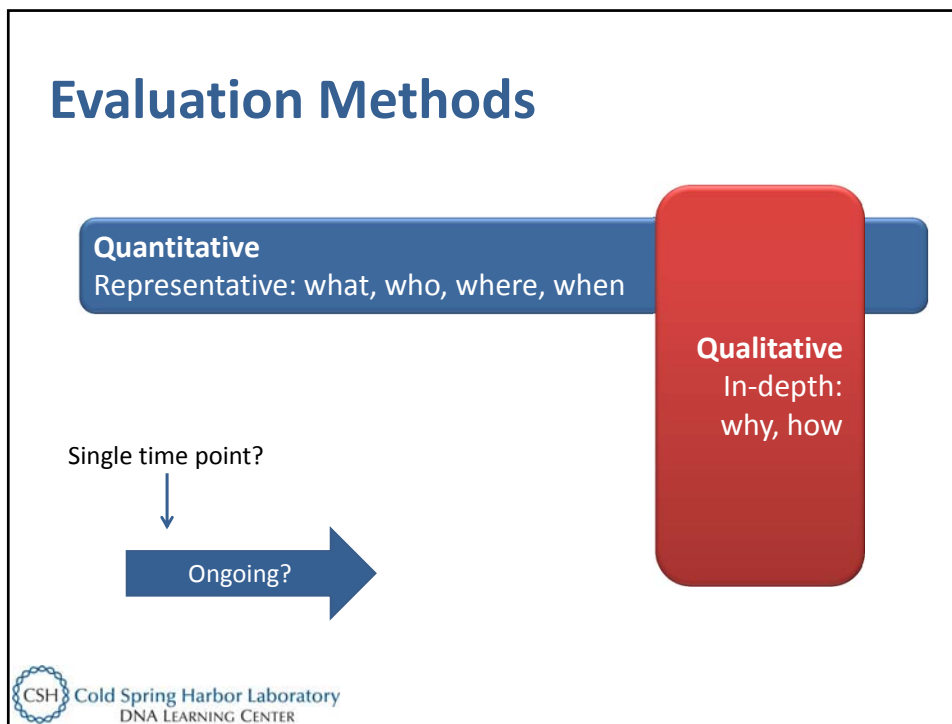 Evaluation Methods
Quantitative
Representative: what, who, where, when
Qualitative
In-depth:
why, how
Single time point?
Ongoing?
CSH Cold Spring Harbor Laboratory
DNA LEARNING CENTER